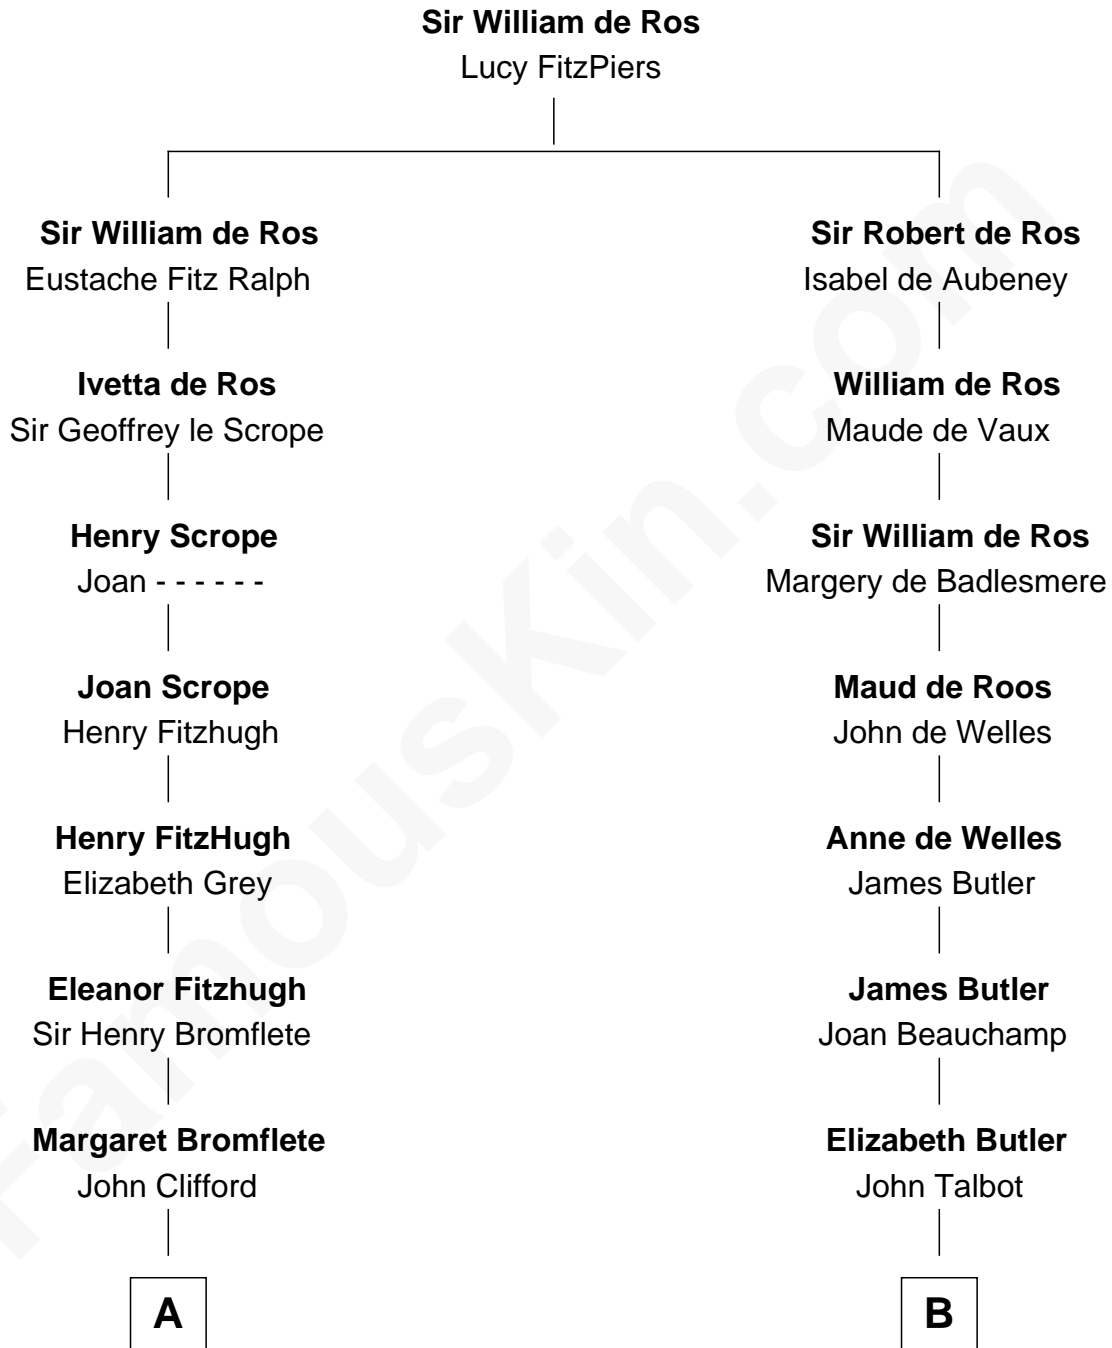 Sir William de Ros
Lucy FitzPiers
Sir William de Ros
Eustache Fitz Ralph
Sir Robert de Ros
Isabel de Aubeney
Ivetta de Ros
Sir Geoffrey le Scrope
William de Ros
Maude de Vaux
Henry Scrope
Joan - - - - - -
Sir William de Ros
Margery de Badlesmere
Joan Scrope
Henry Fitzhugh
Maud de Roos
John de Welles
Henry FitzHugh
Elizabeth Grey
Anne de Welles
James Butler
Eleanor Fitzhugh
Sir Henry Bromflete
James Butler
Joan Beauchamp
Margaret Bromflete
John Clifford
Elizabeth Butler
John Talbot
A
B
FamousKin.com